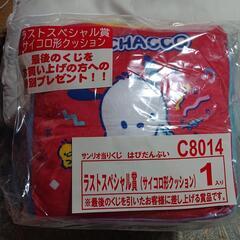 ラストスペシャル賞
サイコロ形クッション
最後のくじを
お買い上げの方への
別プレゼント!!
CHACCO
サンリオ当りくじ はぴだんぶい
C8014
ラストスペシャル賞(サイコロ形クッション)
1入り
※最後のくじを引いたお客様に差し上げる賞品です。